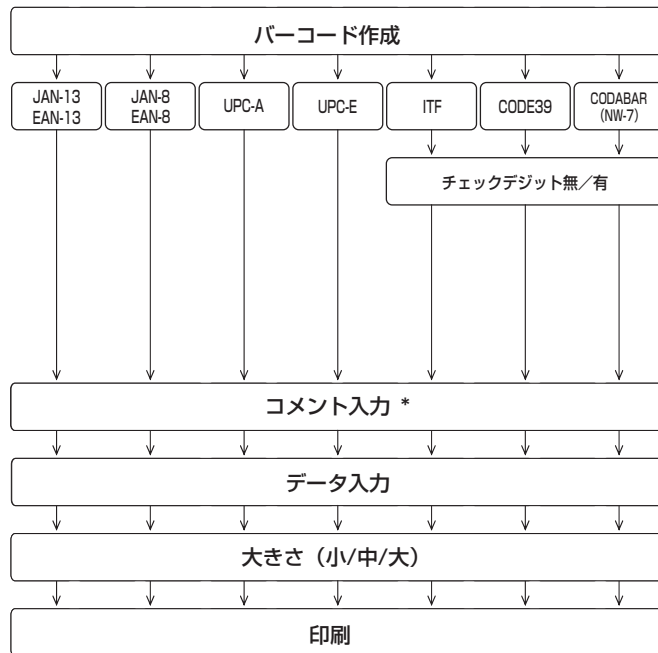 バーコード作成
JAN-13
EAN-13
JAN-8
EAN-8
UPC-A
UPC-E
ITF
CODE39
CODABAR
(NW-7)
チェックデジット無／有
コメント入力 *
データ入力
大きさ（小/中/大）
印刷